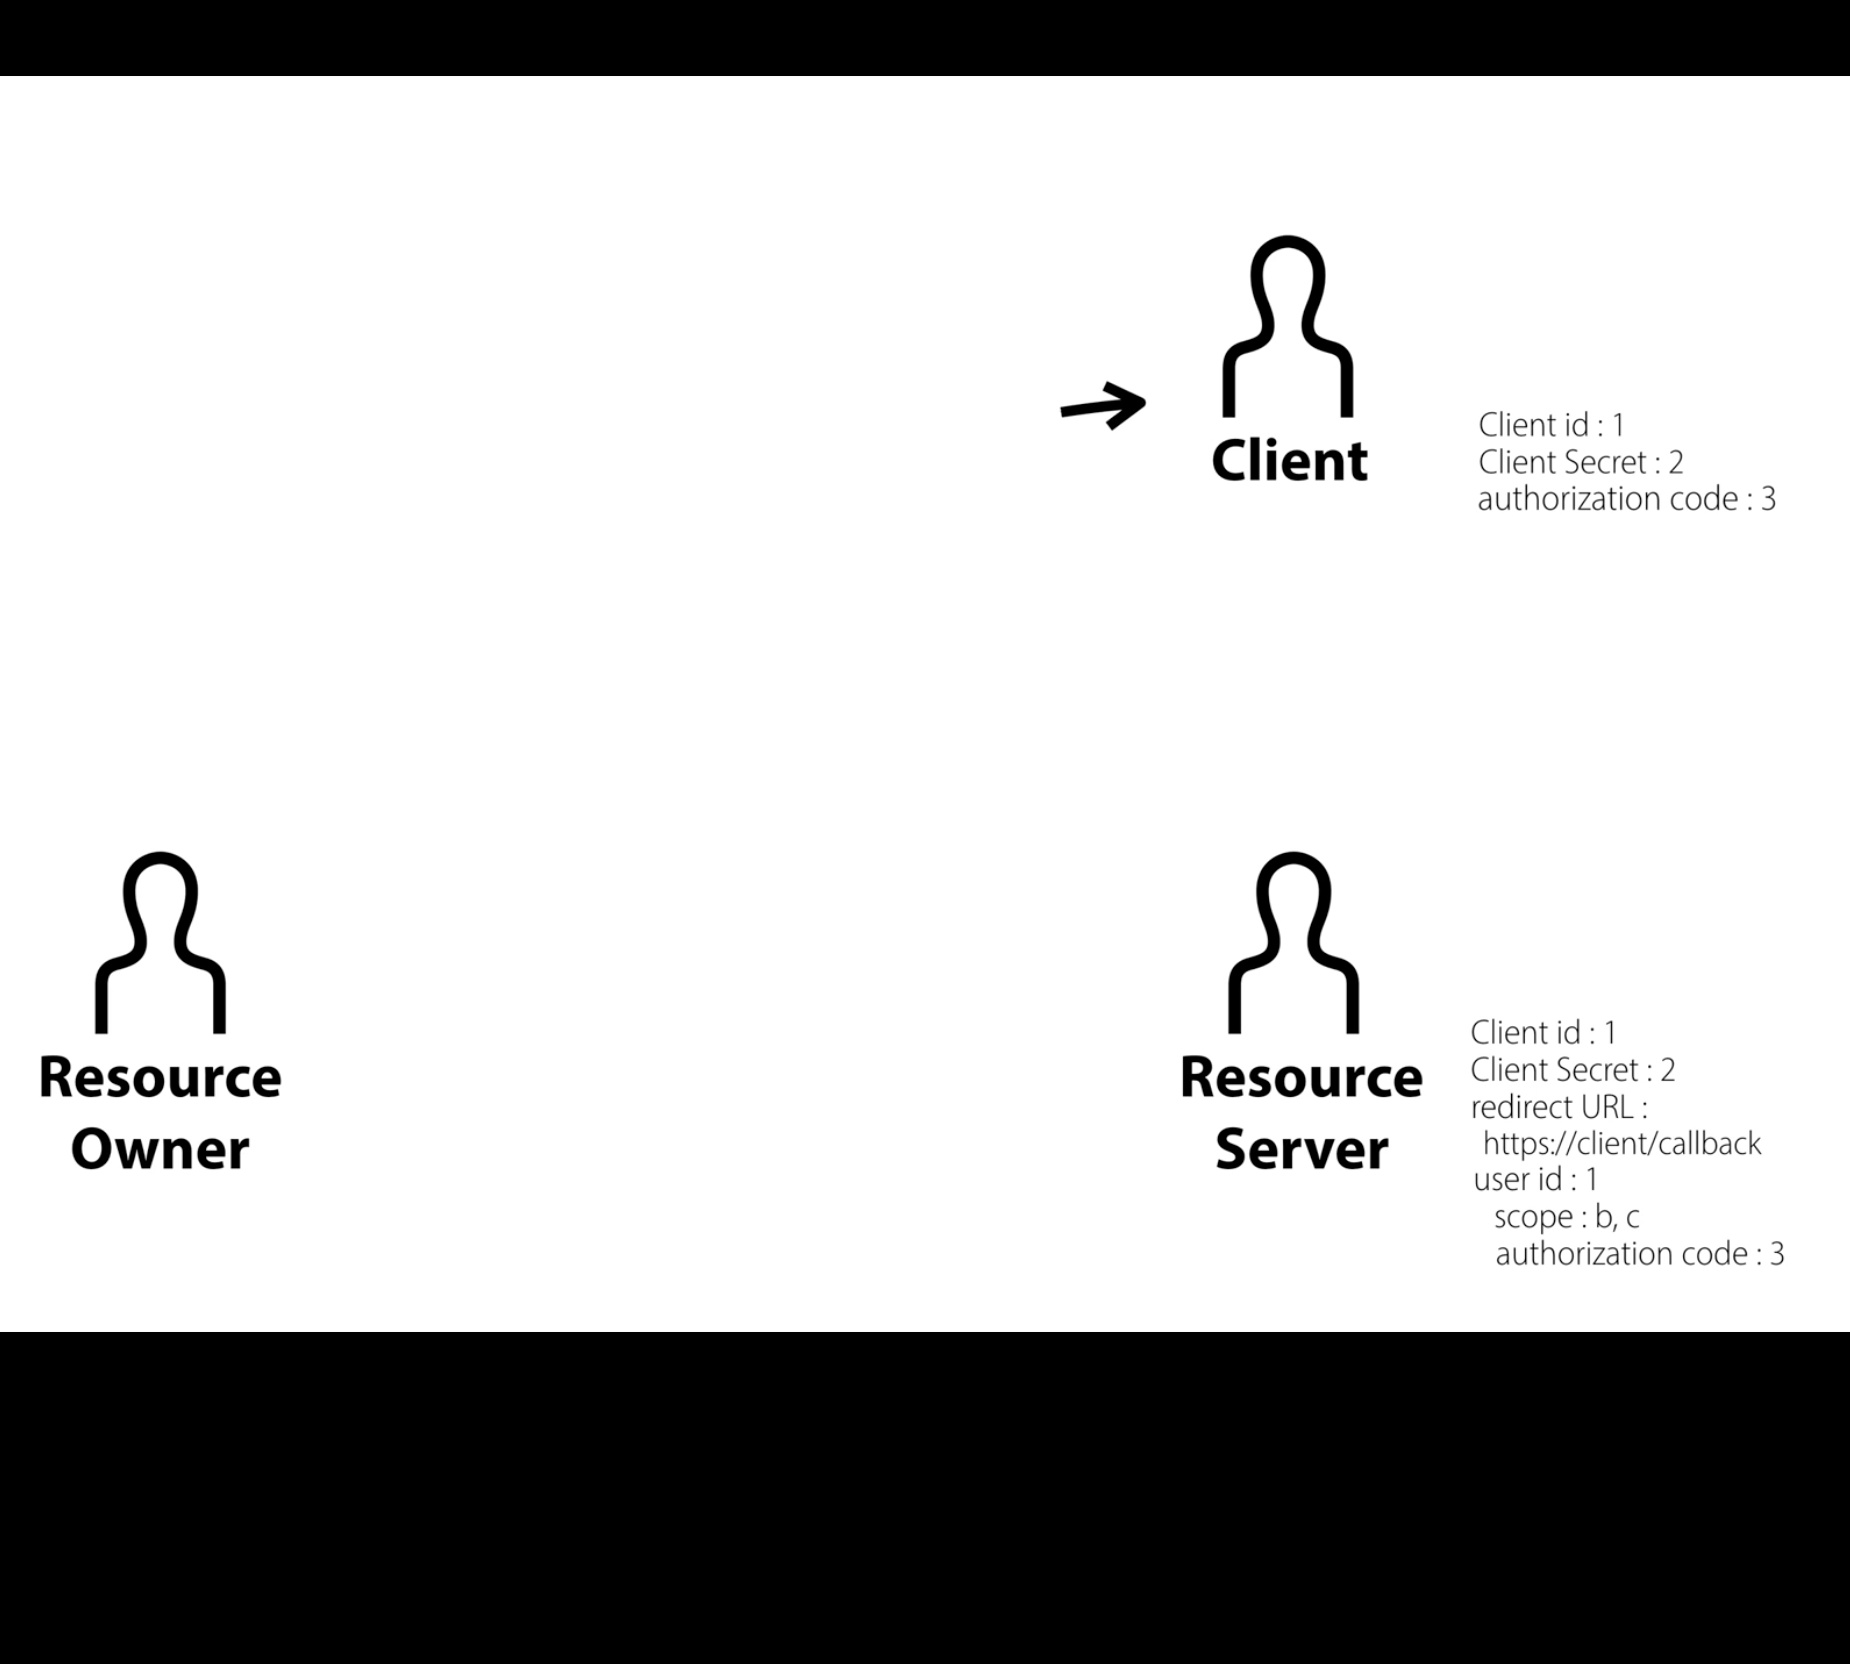 Client
Client id : 1
Client Secret : 2
authorization code : 3
Resource
Owner
Resource
Server
Client id : 1
Client Secret : 2
redirect URL :
https://client/callback
user id : 1
scope : b, c
authorization code : 3